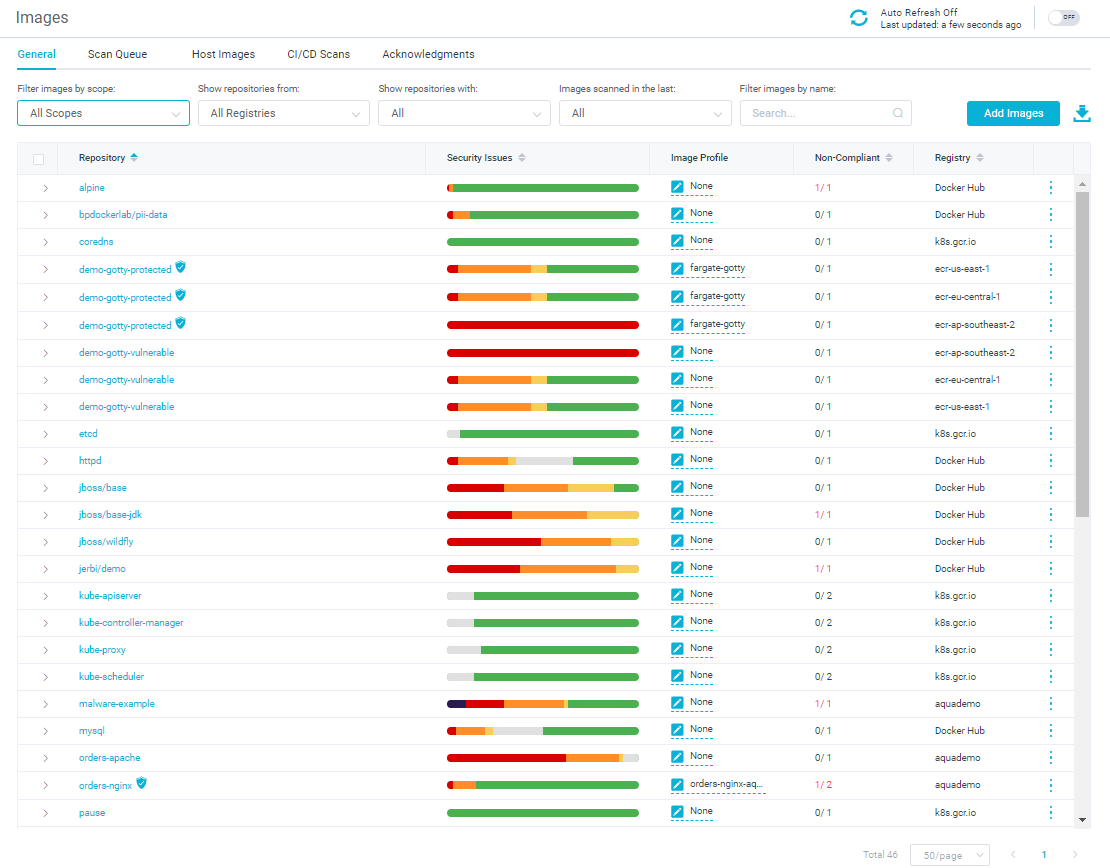 Images
Auto Refresh Off
Last updated: a few seconds ago
OFF
General Scan Queue Host Images CI/CD Scans Acknowledgments
Filter images by scope: Show repositories from: Show repositories with: Images scanned in the last: Filter images by name:
All Scopes All Registries All All Search... Add Images
Repository Security Issues Image Profile Non-Compliant Registry
alpine None 1/ 1 Docker Hub
bpdockerlab/pii-data None 0/ 1 Docker Hub
coredns None 0/ 1 k8s.gcr.io
demo-gotty-protected fargate-gotty 0/ 1 ecr-us-east-1
demo-gotty-protected fargate-gotty 0/ 1 ecr-eu-central-1
demo-gotty-protected fargate-gotty 0/ 1 ecr-ap-southeast-2
demo-gotty-vulnerable None 0/ 1 ecr-ap-southeast-2
demo-gotty-vulnerable None 0/ 1 ecr-eu-central-1
demo-gotty-vulnerable None 0/ 1 ecr-us-east-1
etcd None 0/ 1 k8s.gcr.io
httpd None 0/ 1 Docker Hub
jboss/base None 0/ 1 Docker Hub
jboss/base-jdk None 1/ 1 Docker Hub
jboss/wildfly None 0/ 1 Docker Hub
jerbi/demo None 1/ 1 Docker Hub
kube-apiserver None 0/ 2 k8s.gcr.io
kube-controller-manager None 0/ 2 k8s.gcr.io
kube-proxy None 0/ 2 k8s.gcr.io
kube-scheduler None 0/ 2 k8s.gcr.io
malware-example None 1/ 1 aquademo
mysql None 0/ 1 Docker Hub
orders-apache None 0/ 1 aquademo
orders-nginx orders-nginx-aq... 1/ 2 aquademo
pause None 0/ 1 k8s.gcr.io
Total 46 50/page 1